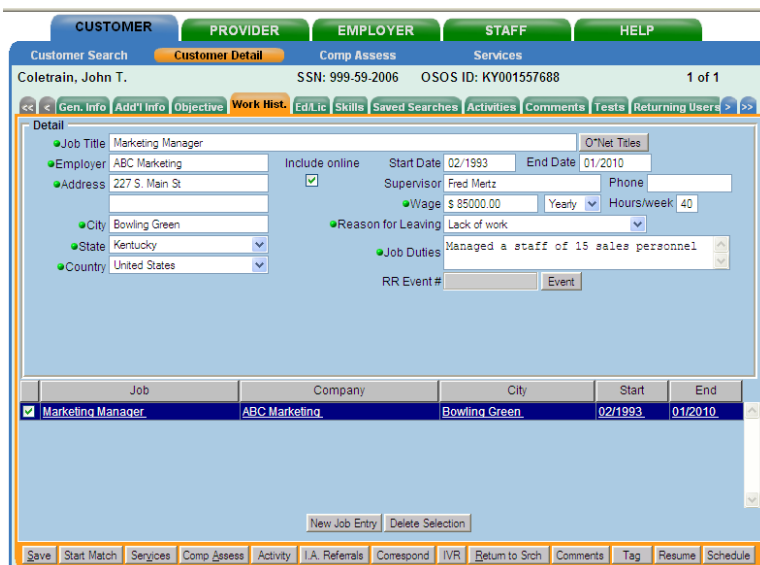 CUSTOMER PROVIDER EMPLOYER STAFF HELP
Customer Search Customer Detail Comp Assess Services
Coletrain, John T. SSN: 999-59-2006 OSOS ID: KY001557688 1 of 1
<< < Gen. Info Add'l Info Objective Work Hist. Ed/Lic Skills Saved Searches Activities Comments Tests Returning Users > >>
Detail
Job Title Marketing Manager O*Net Titles
Employer ABC Marketing Include online Start Date 02/1993 End Date 01/2010
Address 227 S. Main St Supervisor Fred Mertz Phone
Wage $ 85000.00 Yearly Hours/week 40
City Bowling Green Reason for Leaving Lack of work
State Kentucky Job Duties Managed a staff of 15 sales personnel
Country United States
RR Event # Event
Job Company City Start End
Marketing Manager ABC Marketing Bowling Green 02/1993 01/2010
New Job Entry Delete Selection
Save Start Match Services Comp Assess Activity I.A. Referrals Correspond IVR Return to Srch Comments Tag Resume Schedule